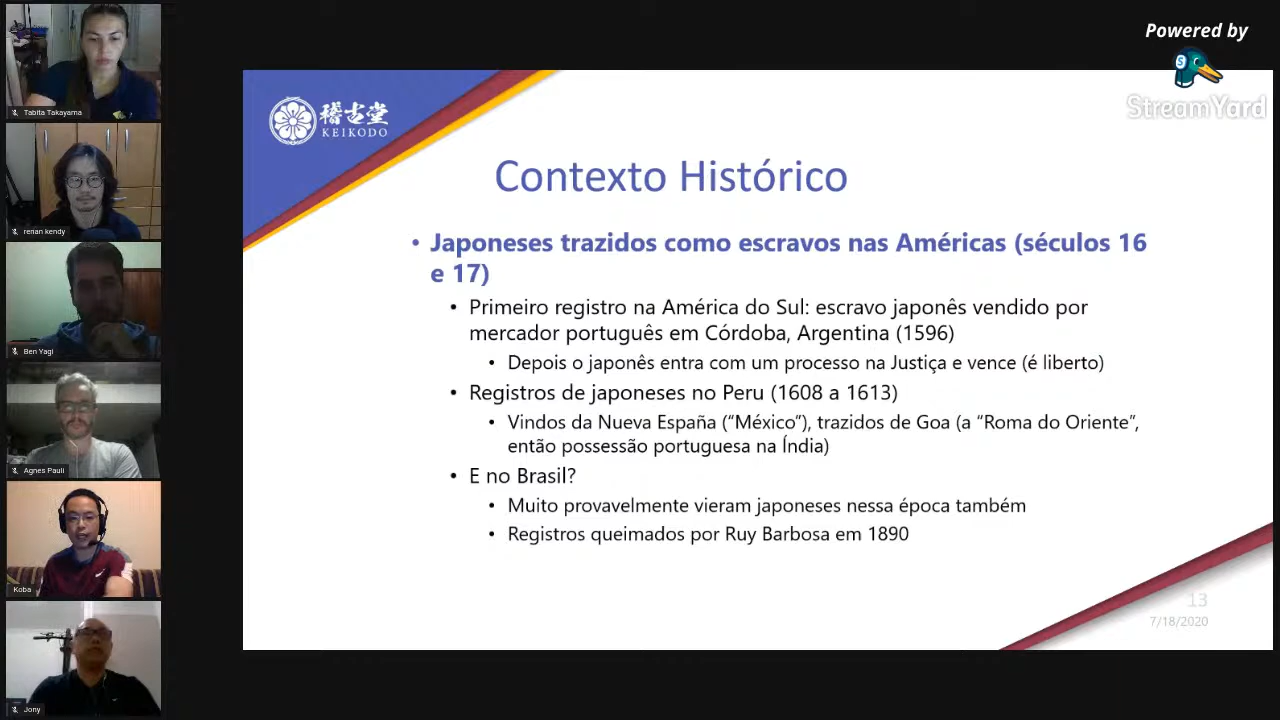 Tabita Takayama
renan kendy
Ben Yagi
Agnes Pauli
Koba
Jony
Powered by
StreamYard
稽古堂
KEIKODO
Contexto Histórico
• Japoneses trazidos como escravos nas Américas (séculos 16
e 17)
• Primeiro registro na América do Sul: escravo japonês vendido por
mercador português em Córdoba, Argentina (1596)
• Depois o japonês entra com um processo na Justiça e vence (é liberto)
• Registros de japoneses no Peru (1608 a 1613)
• Vindos da Nueva España (“México”), trazidos de Goa (a “Roma do Oriente”,
então possessão portuguesa na Índia)
• E no Brasil?
• Muito provavelmente vieram japoneses nessa época também
• Registros queimados por Ruy Barbosa em 1890
13
7/18/2020